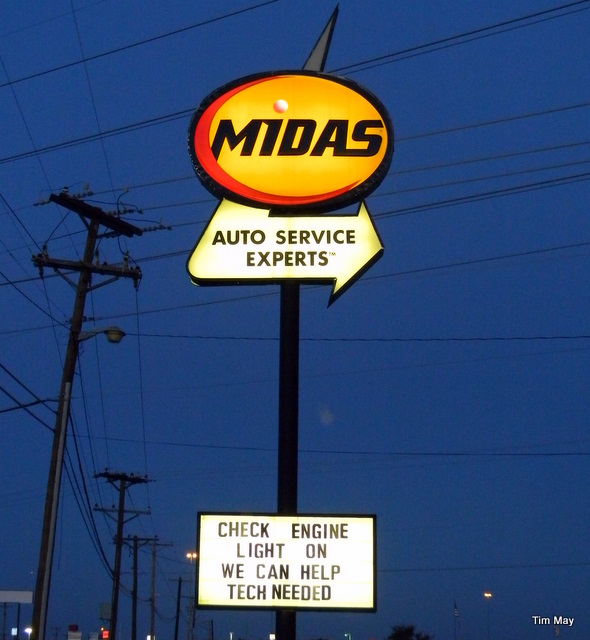 MIDAS
AUTO SERVICE
EXPERTS™
CHECK ENGINE
LIGHT ON
WE CAN HELP
TECH NEEDED
Tim May